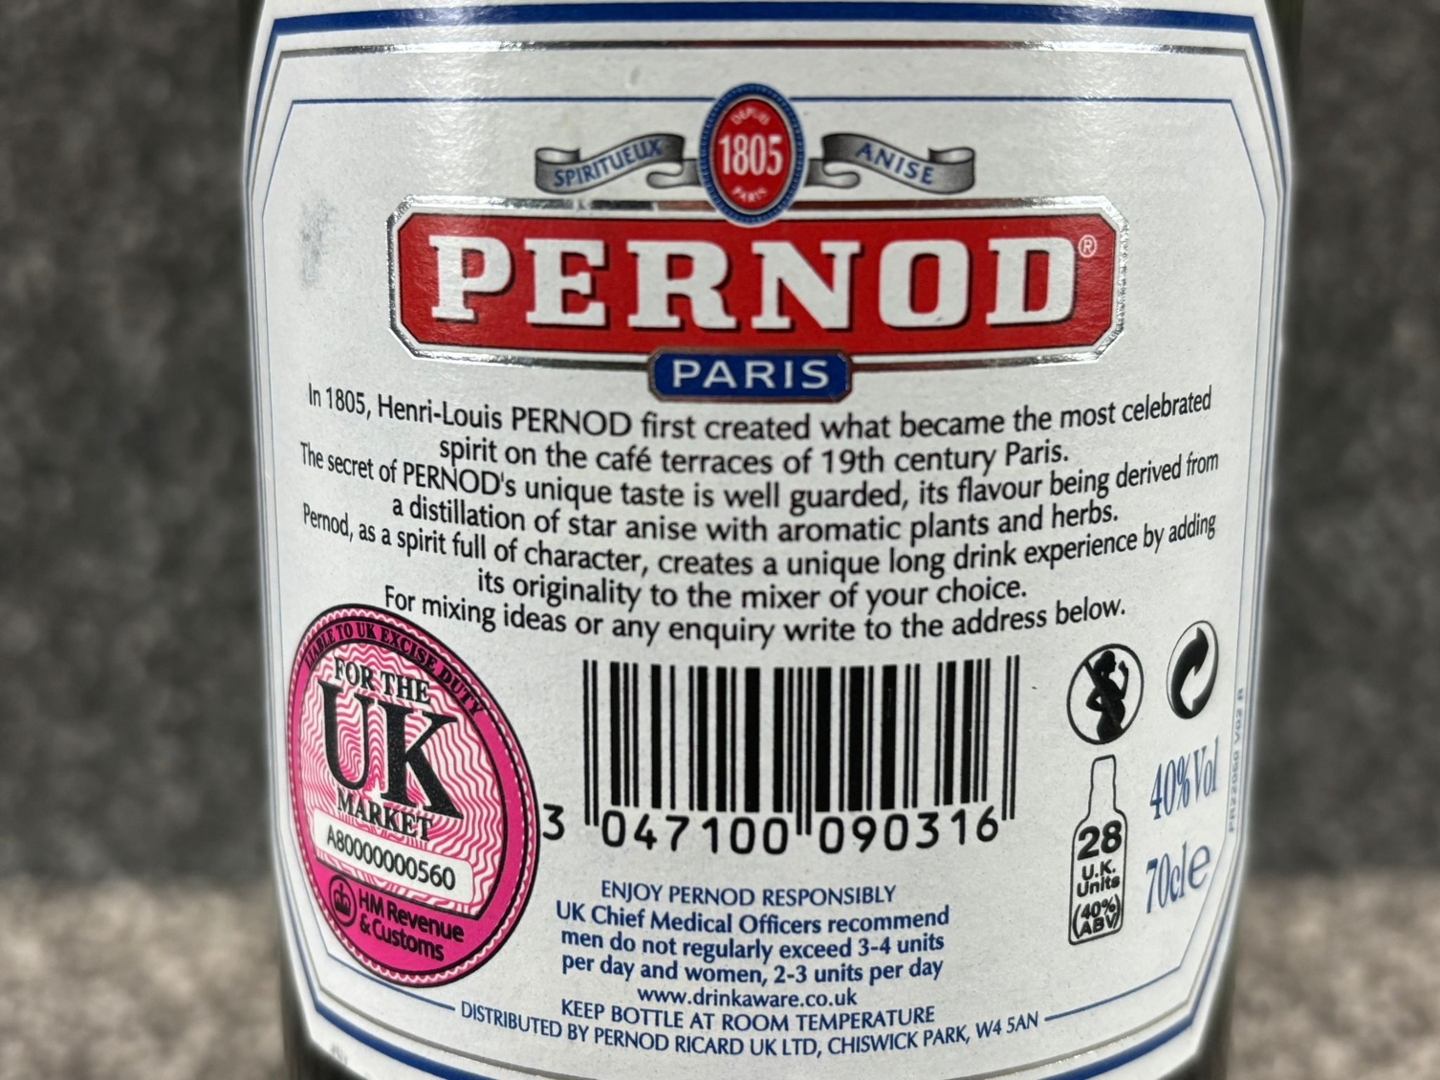 DEPUIS
1805
PARIS
SPIRITUEUX
ANISE
PERNOD®
PARIS
In 1805, Henri-Louis PERNOD first created what became the most celebrated
spirit on the café terraces of 19th century Paris.
The secret of PERNOD's unique taste is well guarded, its flavour being derived from
a distillation of star anise with aromatic plants and herbs.
Pernod, as a spirit full of character, creates a unique long drink experience by adding
its originality to the mixer of your choice.
For mixing ideas or any enquiry write to the address below.
LIABLE TO UK EXCISE DUTY
FOR THE
UK
MARKET
A80000000560
HM Revenue
& Customs
3 047100 090316
40%Vol
28
U.K.
Units
(40%
ABV)
70cl e
ENJOY PERNOD RESPONSIBLY
UK Chief Medical Officers recommend
men do not regularly exceed 3-4 units
per day and women, 2-3 units per day
www.drinkaware.co.uk
KEEP BOTTLE AT ROOM TEMPERATURE
DISTRIBUTED BY PERNOD RICARD UK LTD, CHISWICK PARK, W4 5AN